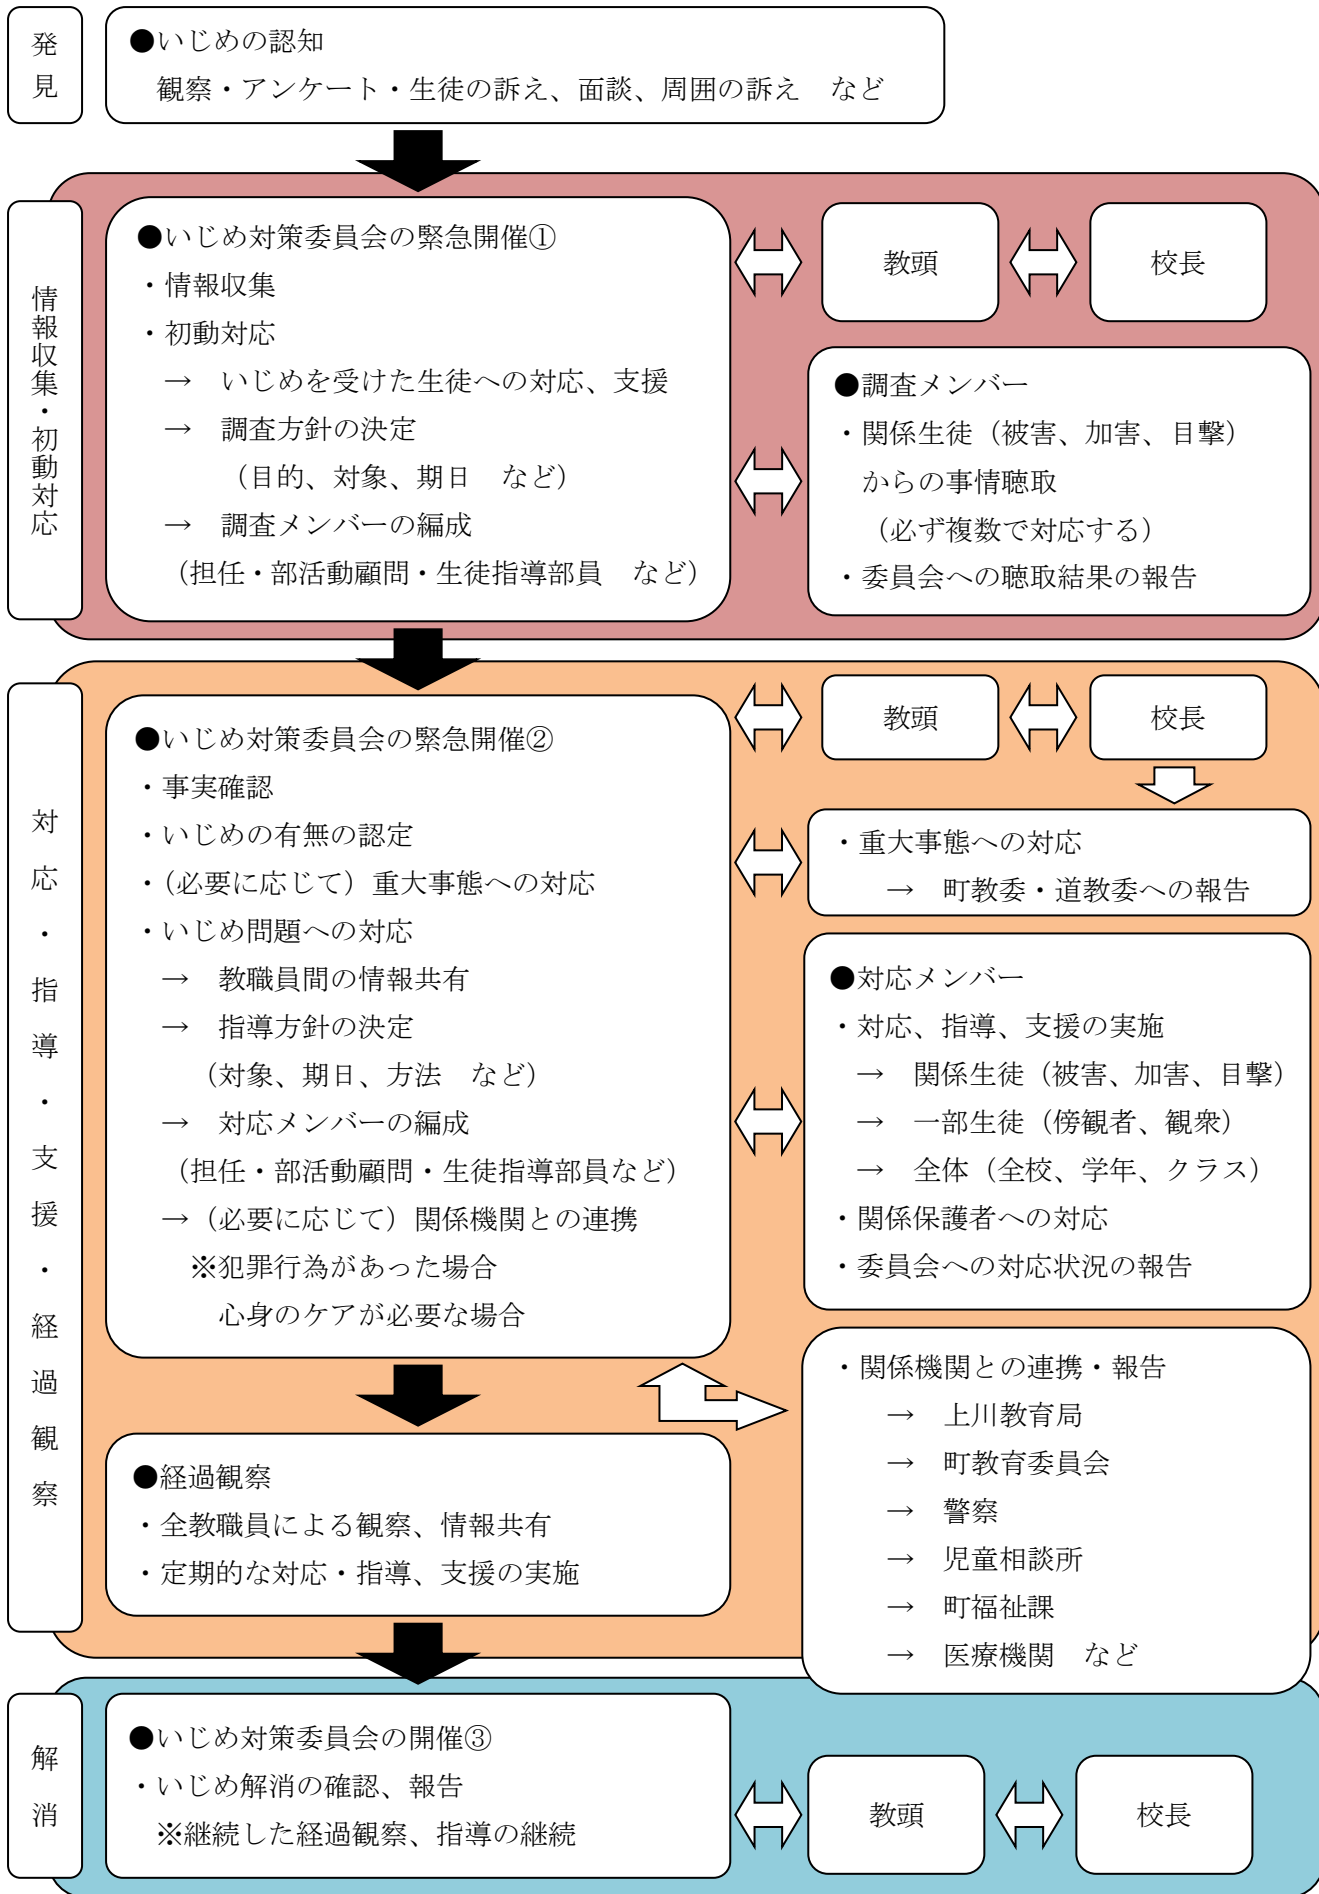 発見
●いじめの認知
観察・アンケート・生徒の訴え、面談、周囲の訴え　など
情報収集・初動対応
●いじめ対策委員会の緊急開催①
・情報収集
・初動対応
→　いじめを受けた生徒への対応、支援
→　調査方針の決定
（目的、対象、期日　など）
→　調査メンバーの編成
（担任・部活動顧問・生徒指導部員　など）
教頭
校長
●調査メンバー
・関係生徒（被害、加害、目撃）
からの事情聴取
（必ず複数で対応する）
・委員会への聴取結果の報告
対応・指導・支援・経過観察
●いじめ対策委員会の緊急開催②
・事実確認
・いじめの有無の認定
・（必要に応じて）重大事態への対応
・いじめ問題への対応
→　教職員間の情報共有
→　指導方針の決定
（対象、期日、方法　など）
→　対応メンバーの編成
（担任・部活動顧問・生徒指導部員など）
→（必要に応じて）関係機関との連携
※犯罪行為があった場合
心身のケアが必要な場合
教頭
校長
・重大事態への対応
→　町教委・道教委への報告
●対応メンバー
・対応、指導、支援の実施
→　関係生徒（被害、加害、目撃）
→　一部生徒（傍観者、観衆）
→　全体（全校、学年、クラス）
・関係保護者への対応
・委員会への対応状況の報告
・関係機関との連携・報告
→　上川教育局
→　町教育委員会
→　警察
→　児童相談所
→　町福祉課
→　医療機関　など
●経過観察
・全教職員による観察、情報共有
・定期的な対応・指導、支援の実施
解消
●いじめ対策委員会の開催③
・いじめ解消の確認、報告
※継続した経過観察、指導の継続
教頭
校長